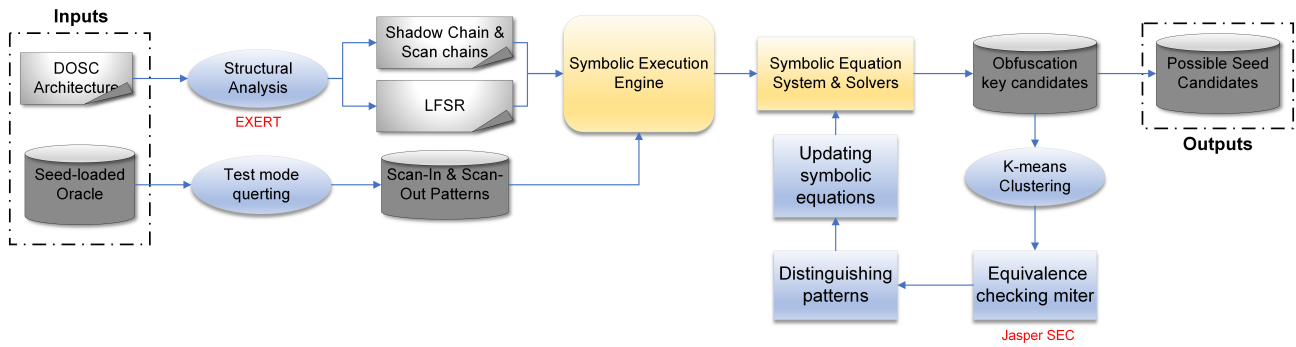 Inputs
DOSC
Architecture
Structural
Analysis
EXERT
Shadow Chain &
Scan chains
LFSR
Symbolic Execution
Engine
Symbolic Equation
System & Solvers
Obfuscation
key candidates
Possible Seed
Candidates
Outputs
Seed-loaded
Oracle
Test mode
querting
Scan-In & Scan-
Out Patterns
Updating
symbolic
equations
K-means
Clustering
Distinguishing
patterns
Equivalence
checking miter
Jasper SEC